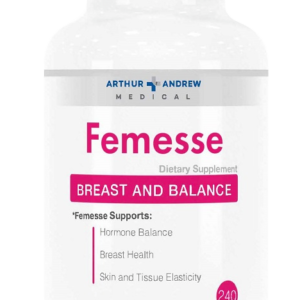 ARTHUR ANDREW
MEDICAL
Femesse
Dietary Supplement
BREAST AND BALANCE
*Femesse Supports:
Hormone Balance
Breast Health
Skin and Tissue Elasticity
240